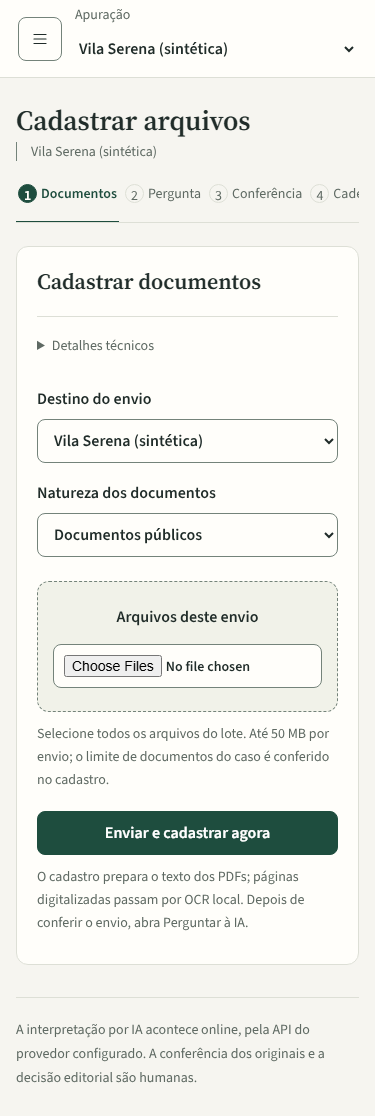 Apuração
Vila Serena (sintética)
Cadastrar arquivos
Vila Serena (sintética)
1 Documentos 2 Pergunta 3 Conferência 4 Cade
Cadastrar documentos
Detalhes técnicos
Destino do envio
Vila Serena (sintética)
Natureza dos documentos
Documentos públicos
Arquivos deste envio
Choose Files No file chosen
Selecione todos os arquivos do lote. Até 50 MB por
envio; o limite de documentos do caso é conferido
no cadastro.
Enviar e cadastrar agora
O cadastro prepara o texto dos PDFs; páginas
digitalizadas passam por OCR local. Depois de
conferir o envio, abra Perguntar à IA.
A interpretação por IA acontece online, pela API do
provedor configurado. A conferência dos originais e a
decisão editorial são humanas.